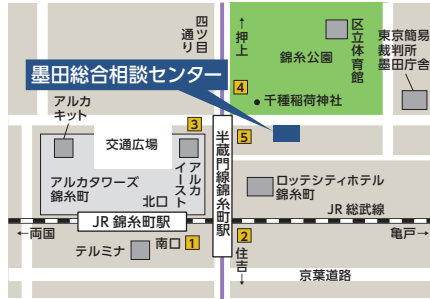 四ツ目
通り
↑押上
区立体育館
錦糸公園
東京簡易
裁判所
墨田庁舎
墨田総合相談センター
4
千種稲荷神社
アルカ
キット
交通広場
3
5
アルカ
イースト
半蔵門線錦糸町駅
アルカタワーズ
錦糸町
北口
ロッテシティホテル
錦糸町
JR 総武線
JR 錦糸町駅
←両国
亀戸→
テルミナ
南口
1
2
住吉→
京葉道路